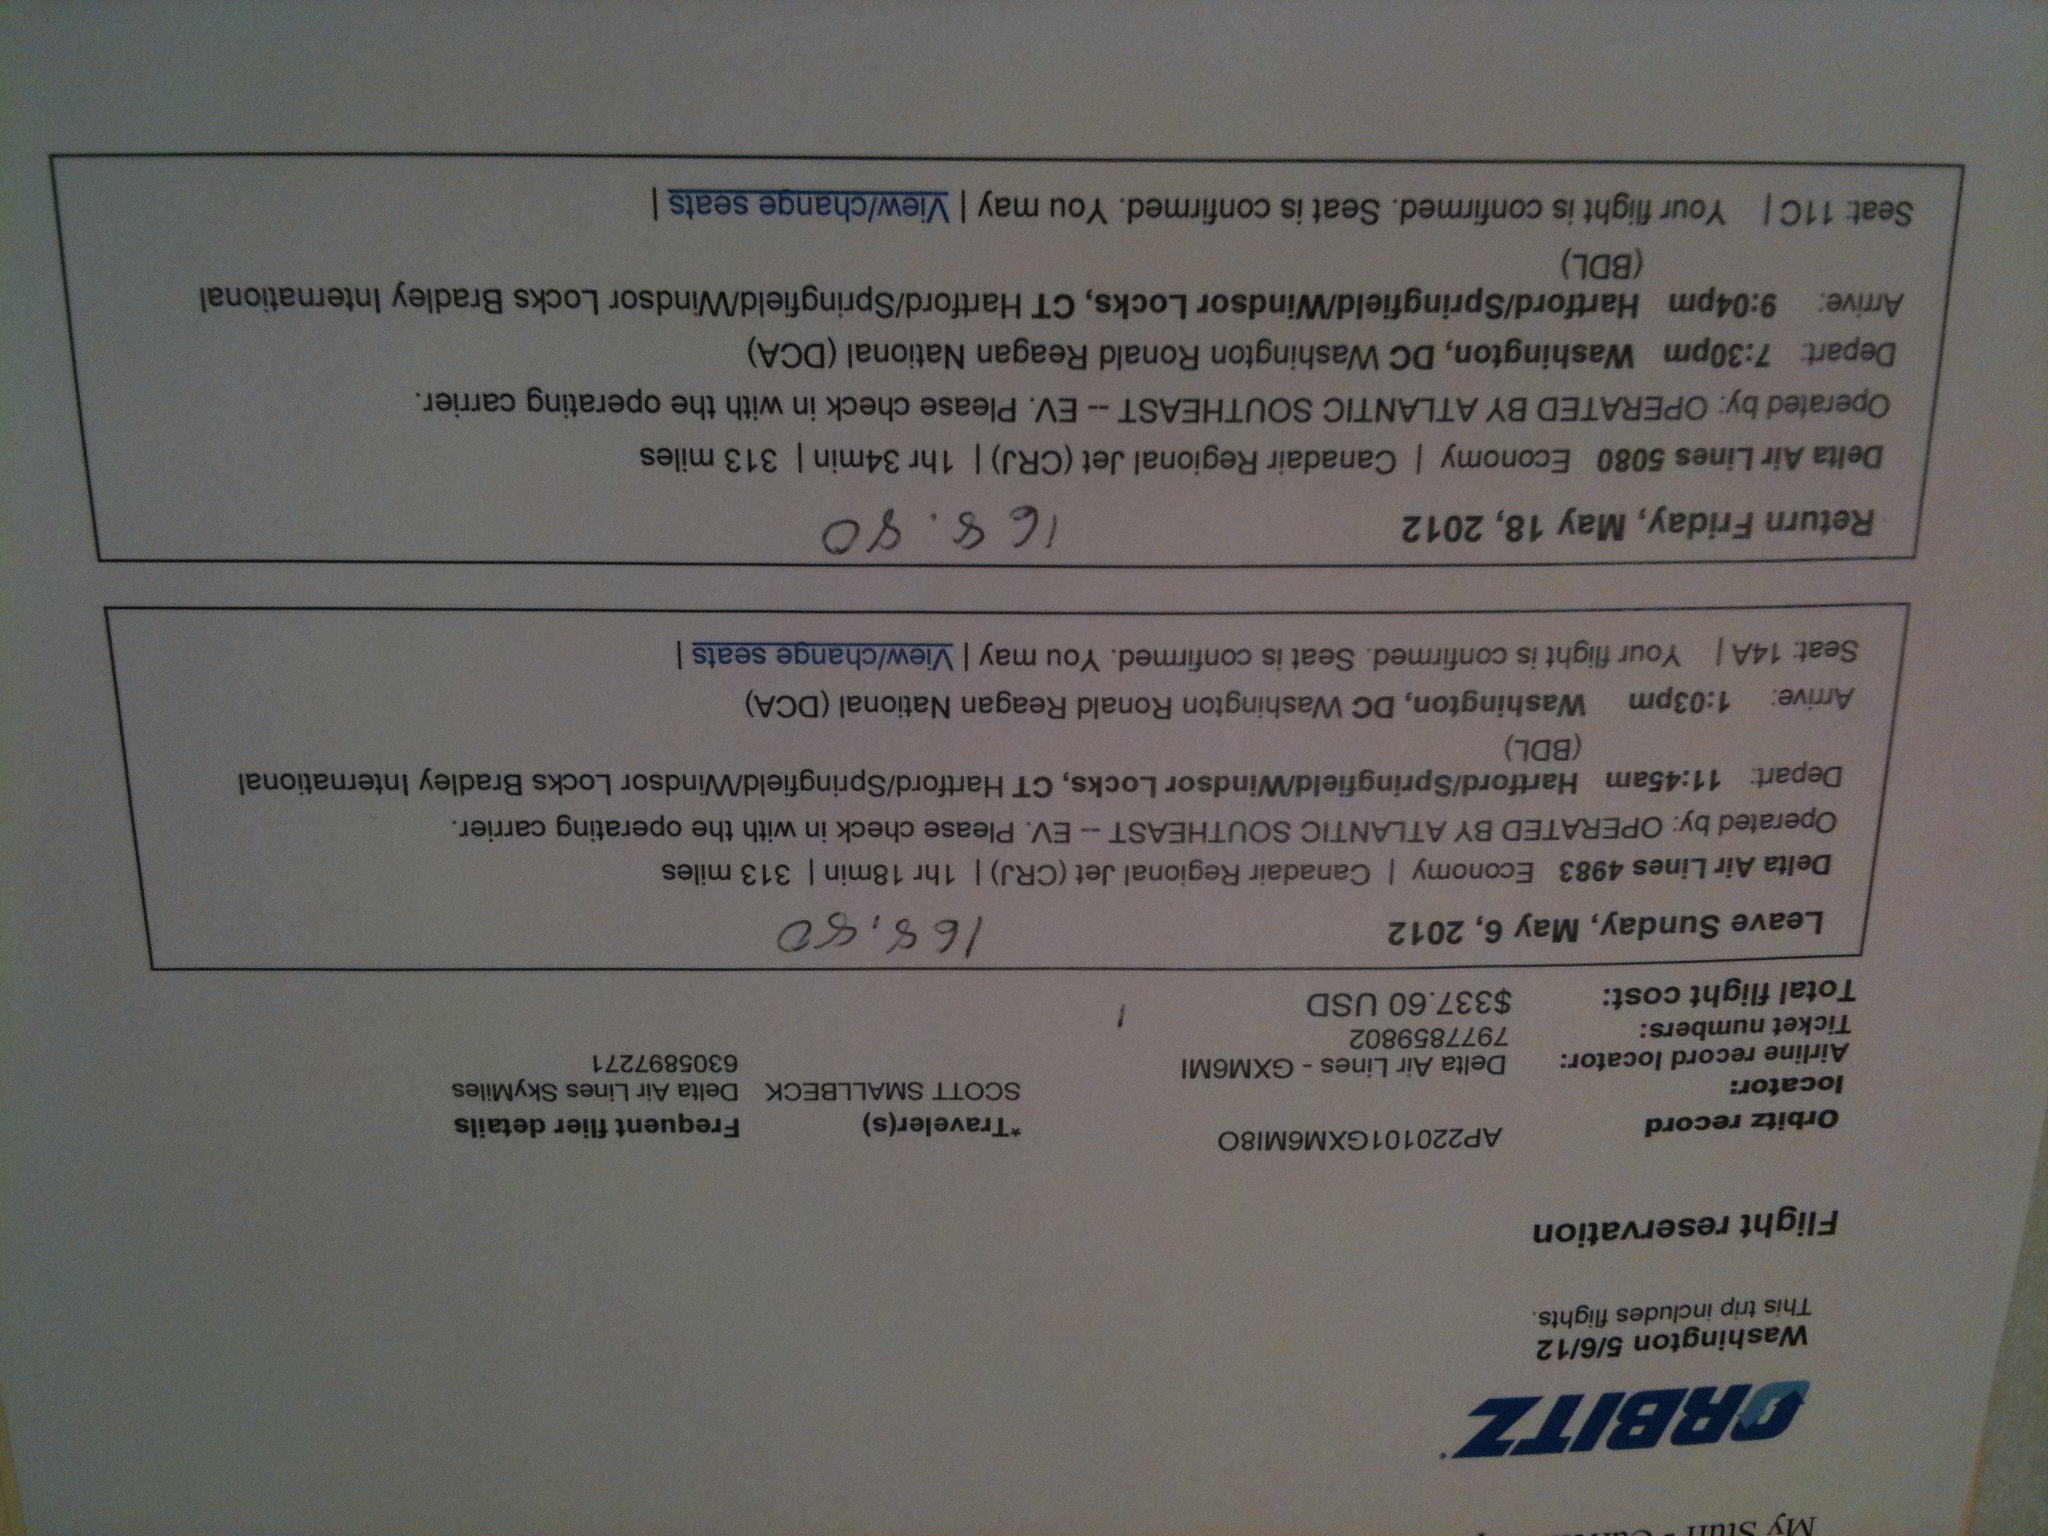 My Stuff -
ORBITZ
Washington 5/6/12
This trip includes flights.
Flight reservation
Orbitz record locator: AP220101GXM6MI8O
Airline record locator: Delta Air Lines - GXM6MI
Ticket numbers: 7977859802
Total flight cost: $337.60 USD
*Traveler(s)
SCOTT SMALLBECK
Frequent flier details
Delta Air Lines SkyMiles
6305897271
Leave Sunday, May 6, 2012 168.80
Delta Air Lines 4983 Economy | Canadair Regional Jet (CRJ) | 1hr 18min | 313 miles
Operated by: OPERATED BY ATLANTIC SOUTHEAST -- EV. Please check in with the operating carrier.
Depart: 11:45am Hartford/Springfield/Windsor Locks, CT Hartford/Springfield/Windsor Locks Bradley International
(BDL)
Arrive: 1:03pm Washington, DC Washington Ronald Reagan National (DCA)
Seat: 14A | Your flight is confirmed. Seat is confirmed. You may | View/change seats |
Return Friday, May 18, 2012 168.80
Delta Air Lines 5080 Economy | Canadair Regional Jet (CRJ) | 1hr 34min | 313 miles
Operated by: OPERATED BY ATLANTIC SOUTHEAST -- EV. Please check in with the operating carrier.
Depart: 7:30pm Washington, DC Washington Ronald Reagan National (DCA)
Arrive: 9:04pm Hartford/Springfield/Windsor Locks, CT Hartford/Springfield/Windsor Locks Bradley International
(BDL)
Seat: 11C | Your flight is confirmed. Seat is confirmed. You may | View/change seats |